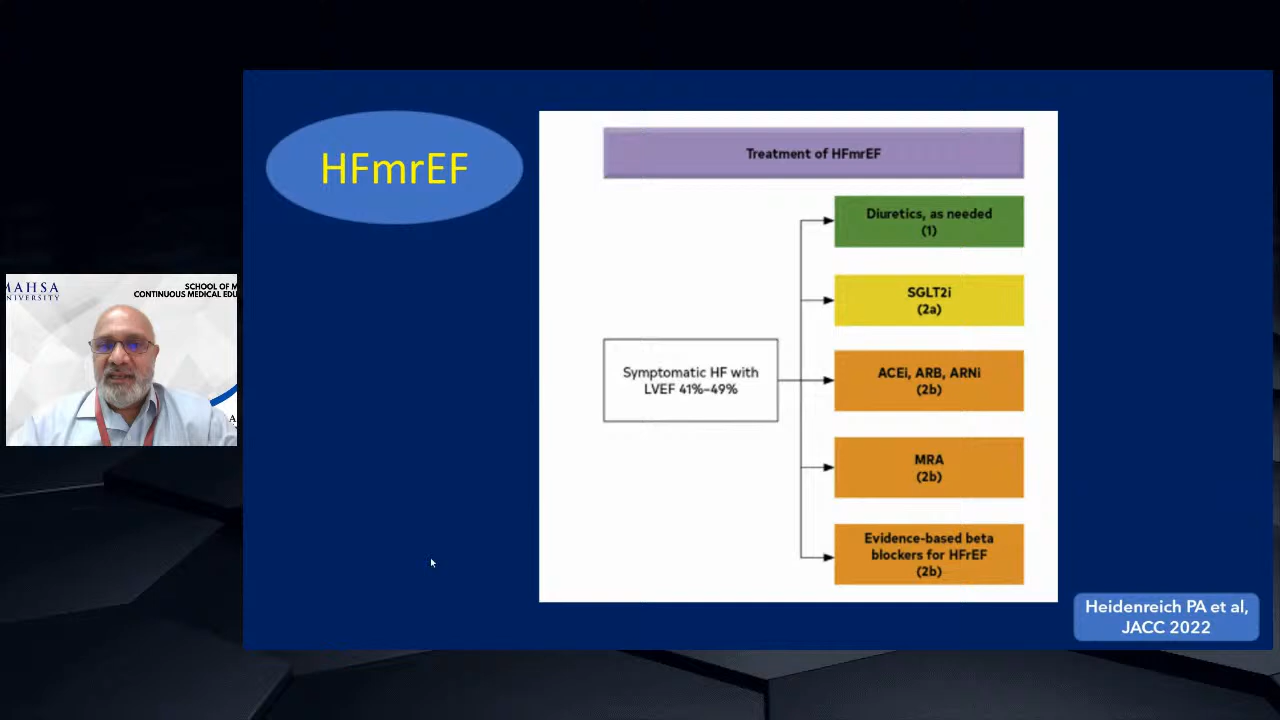 HFmrEF
Treatment of HFmrEF
Diuretics, as needed
(1)
SGLT2i
(2a)
Symptomatic HF with
LVEF 41%–49%
ACEi, ARB, ARNi
(2b)
MRA
(2b)
Evidence-based beta
blockers for HFrEF
(2b)
Heidenreich PA et al,
JACC 2022
MAHSA
UNIVERSITY
SCHOOL OF M
CONTINUOUS MEDICAL EDU